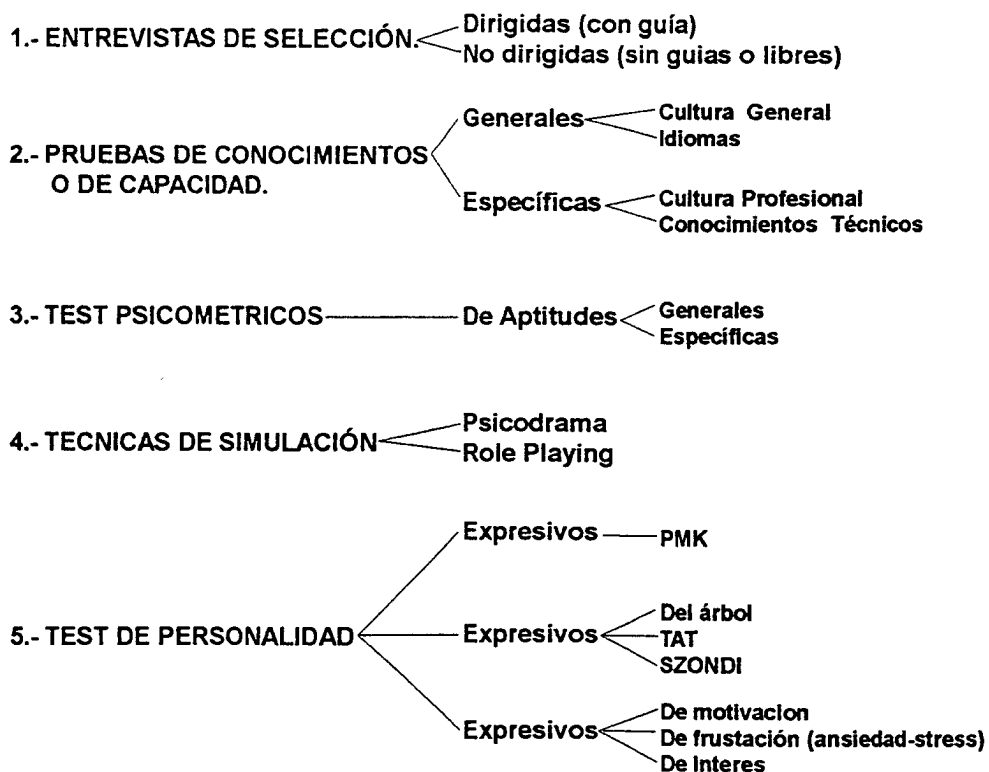 1.- ENTREVISTAS DE SELECCIÓN.
Dirigidas (con guía)
No dirigidas (sin guias o libres)
2.- PRUEBAS DE CONOCIMIENTOS
O DE CAPACIDAD.
Generales
Cultura General
Idiomas
Específicas
Cultura Profesional
Conocimientos Técnicos
3.- TEST PSICOMETRICOS
De Aptitudes
Generales
Específicas
4.- TECNICAS DE SIMULACIÓN
Psicodrama
Role Playing
5.- TEST DE PERSONALIDAD
Expresivos
PMK
Expresivos
Del árbol
TAT
SZONDI
Expresivos
De motivacion
De frustación (ansiedad-stress)
De Interes